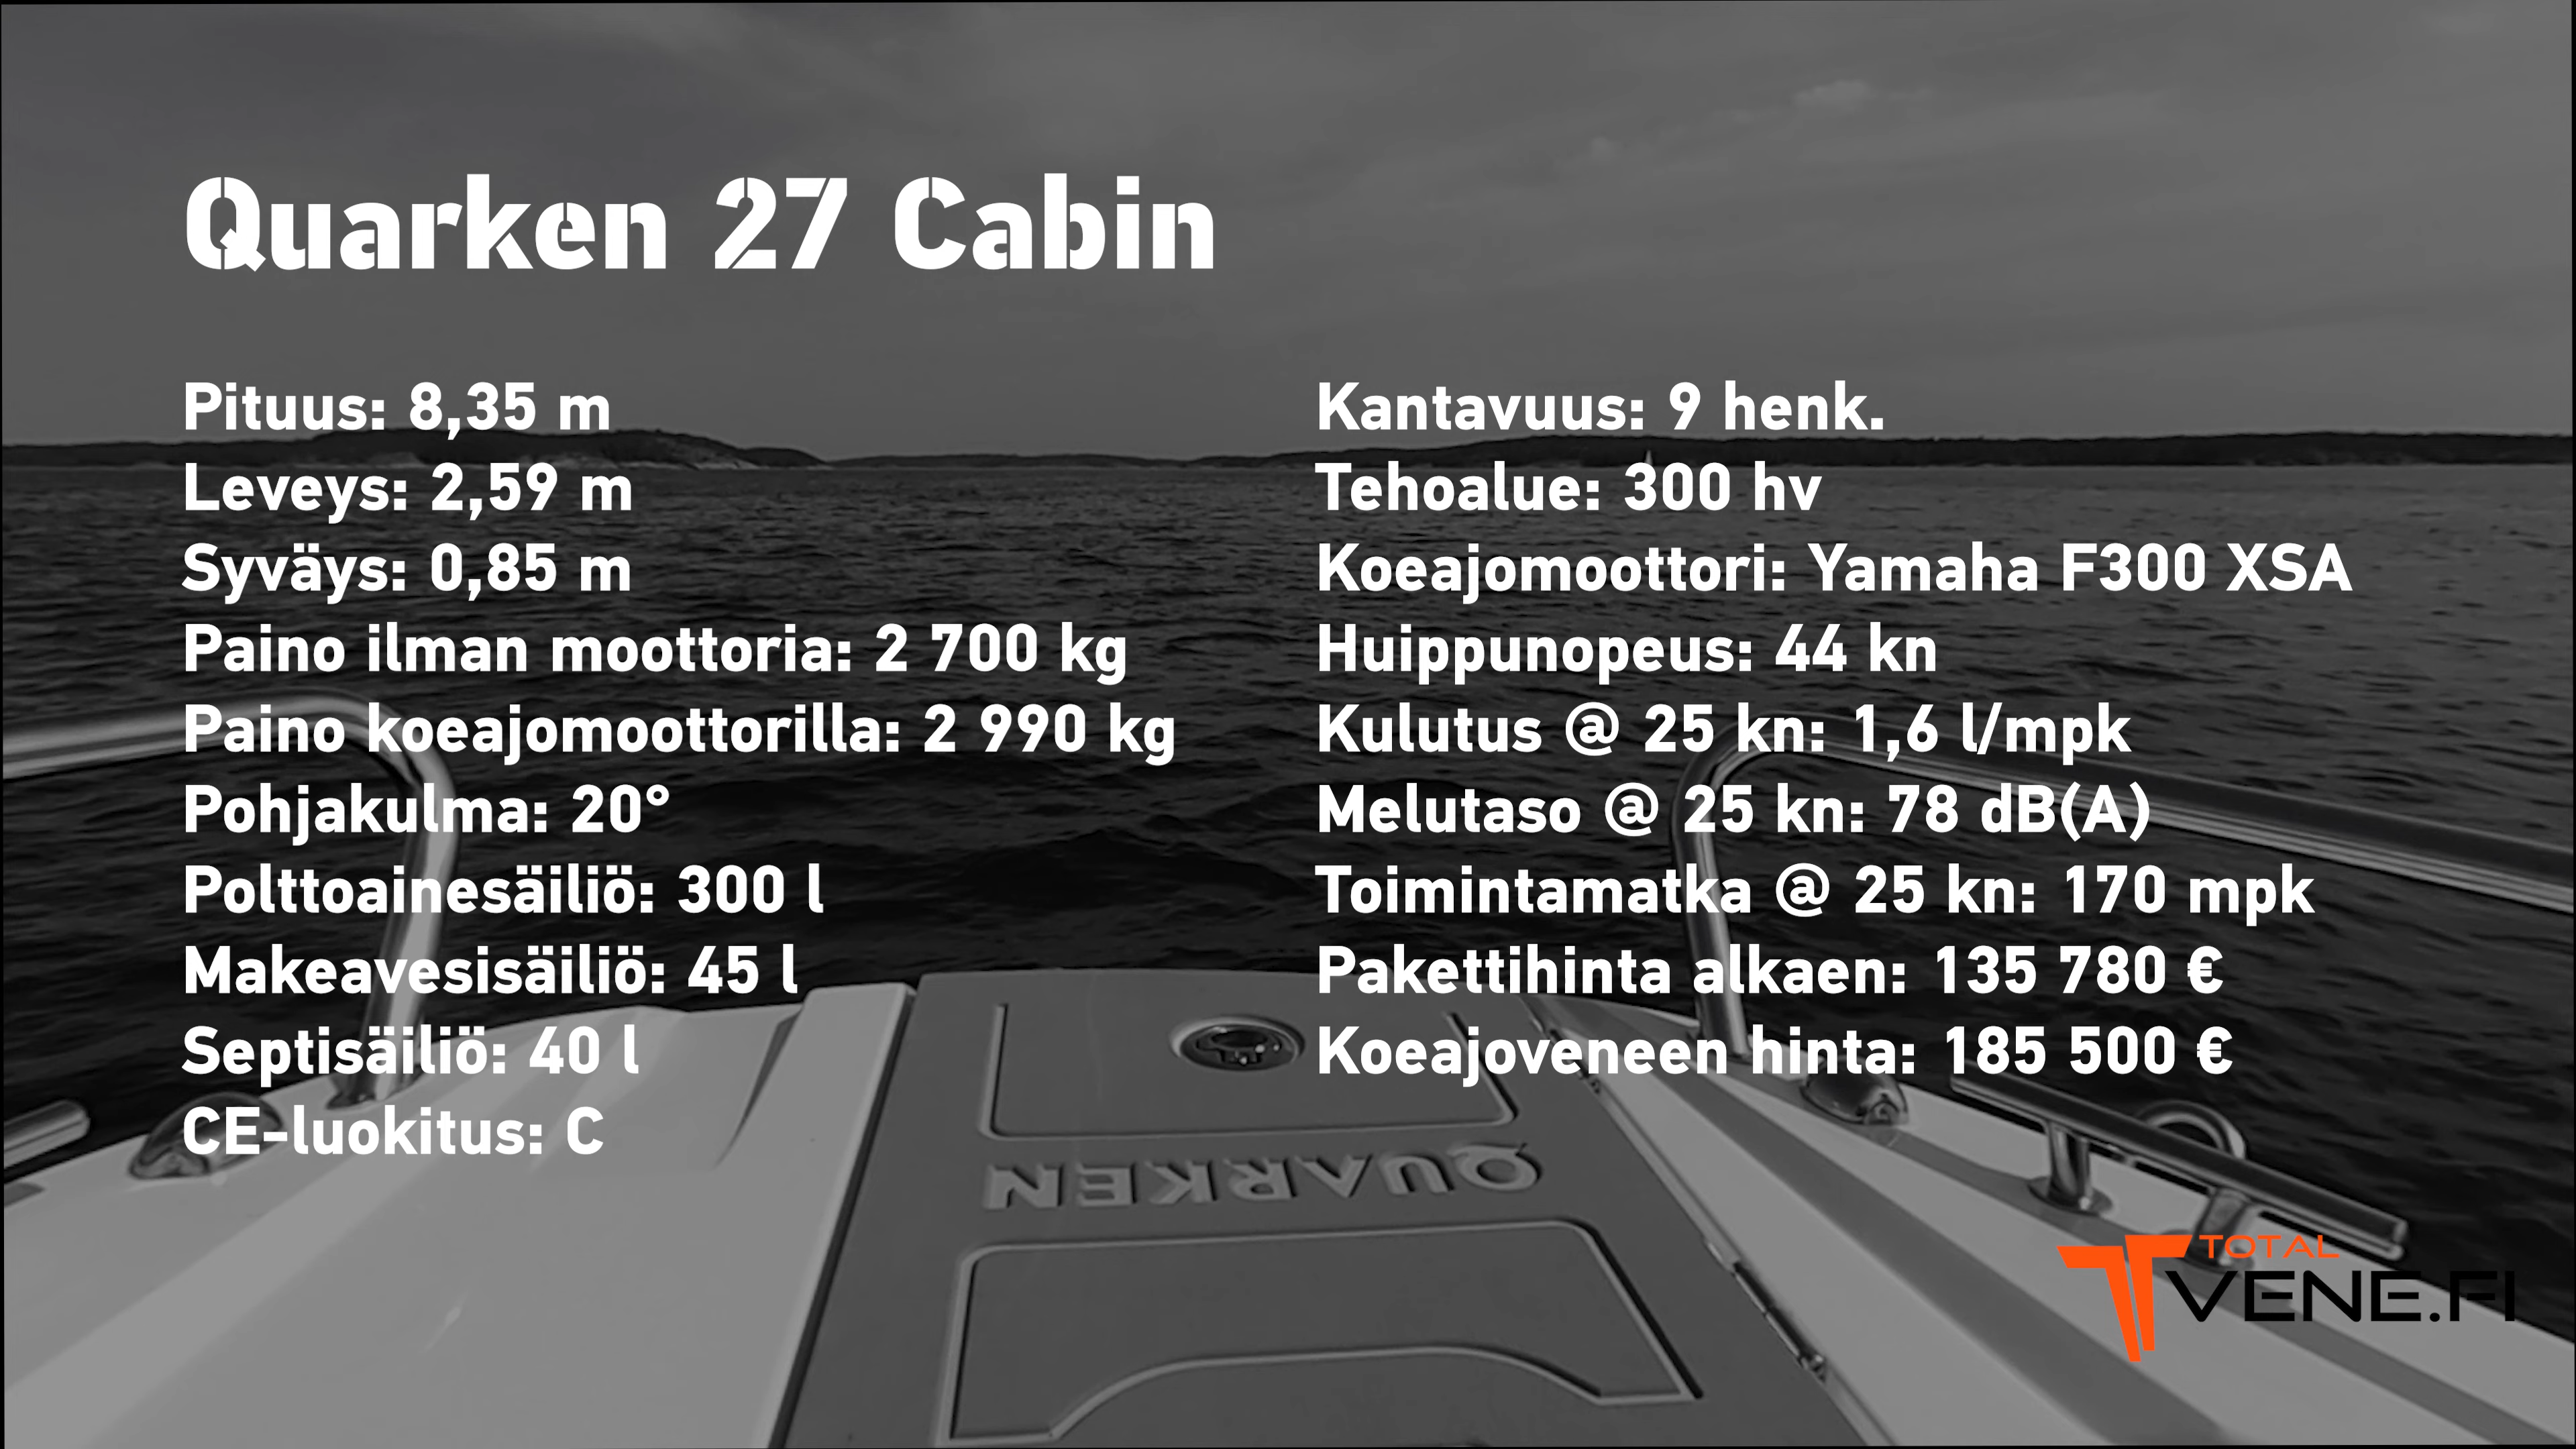 Quarken 27 Cabin
Pituus: 8,35 m
Leveys: 2,59 m
Syväys: 0,85 m
Paino ilman moottoria: 2 700 kg
Paino koeajomoottorilla: 2 990 kg
Pohjakulma: 20°
Polttoainesäiliö: 300 l
Makeavesisäiliö: 45 l
Septisäiliö: 40 l
CE-luokitus: C
Kantavuus: 9 henk.
Tehoalue: 300 hv
Koeajomoottori: Yamaha F300 XSA
Huippunopeus: 44 kn
Kulutus @ 25 kn: 1,6 l/mpk
Melutaso @ 25 kn: 78 dB(A)
Toimintamatka @ 25 kn: 170 mpk
Pakettihinta alkaen: 135 780 €
Koeajoveneen hinta: 185 500 €
QUARKEN
TOTAL
VENE.FI